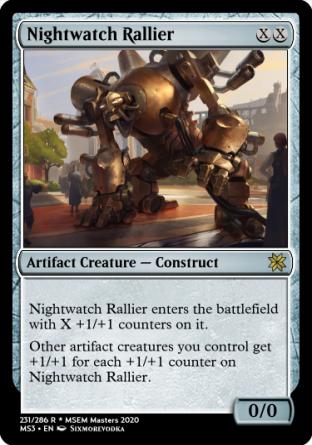 Nightwatch Rallier XX
Artifact Creature — Construct
Nightwatch Rallier enters the battlefield
with X +1/+1 counters on it.
Other artifact creatures you control get
+1/+1 for each +1/+1 counter on
Nightwatch Rallier.
231/286 R * MSEM Masters 2020
MS3 • EN SIXMOREVODKA
0/0